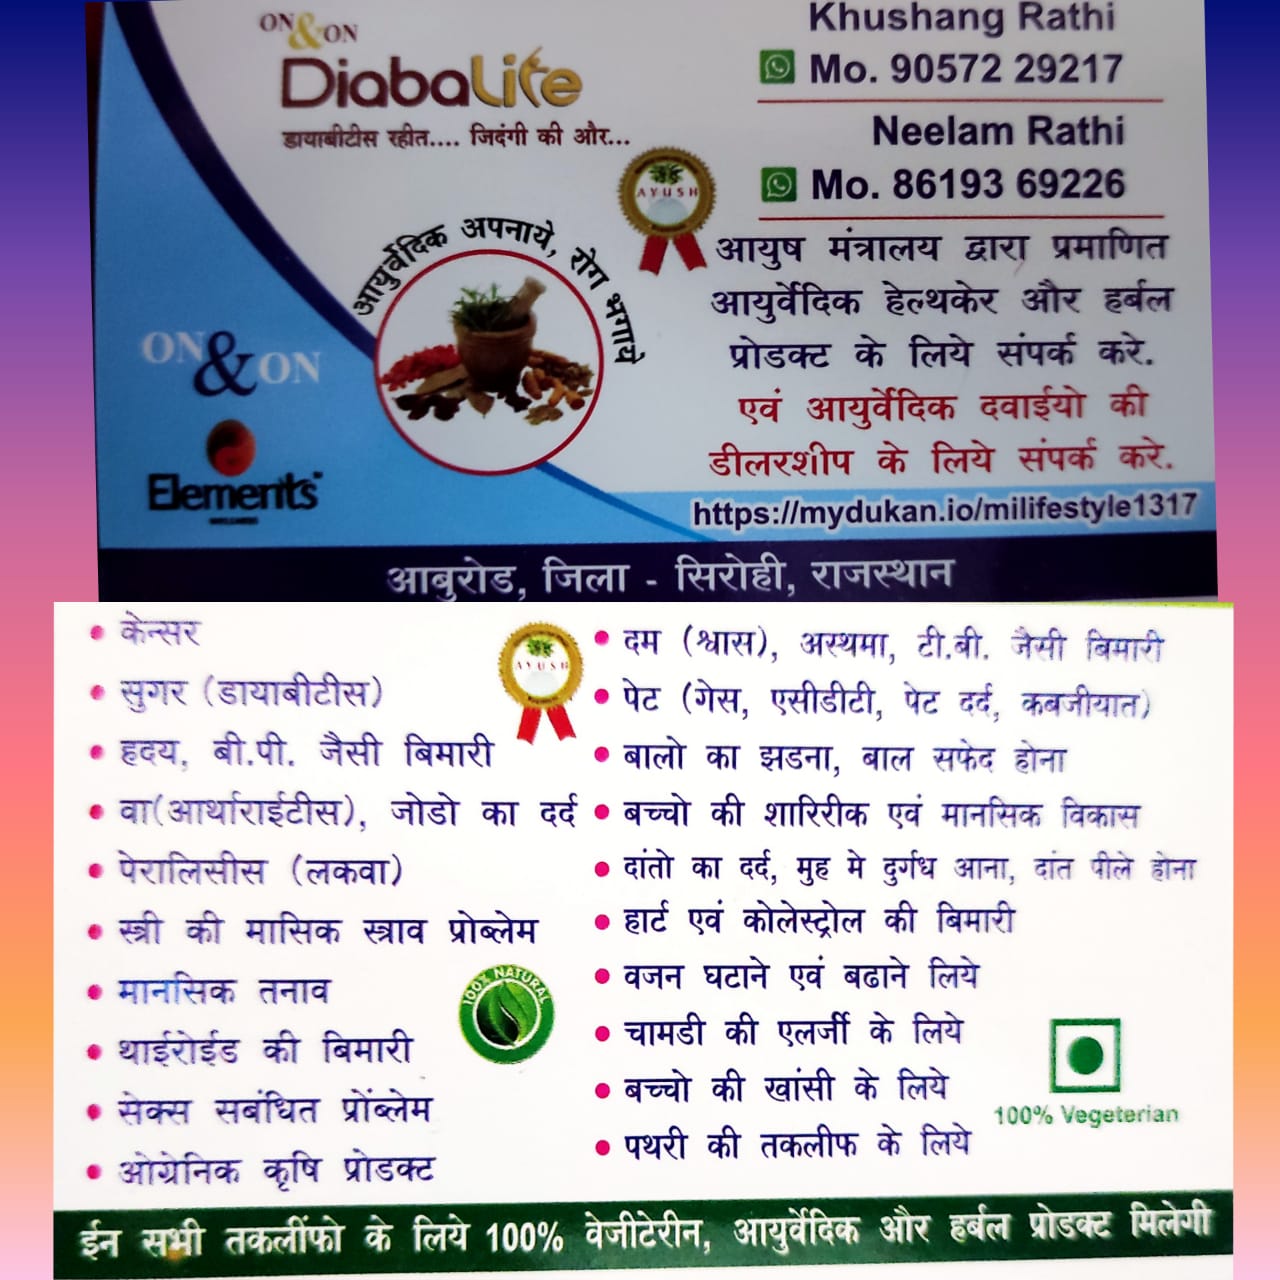 ON & ON
DiabaLife
डायाबीटीस रहीत.... जिदंगी की और...
Khushang Rathi
Mo. 90572 29217
Neelam Rathi
Mo. 86193 69226
AYUSH
आयुर्वेदिक अपनाये, रोग भगाये
आयुष मंत्रालय द्वारा प्रमाणित
आयुर्वेदिक हेल्थकेर और हर्बल
प्रोडक्ट के लिये संपर्क करे.
एवं आयुर्वेदिक दवाईयो की
डीलरशीप के लिये संपर्क करे.
ON & ON
Elements
WELLNESS
https://mydukan.io/milifestyle1317
आबुरोड, जिला - सिरोही, राजस्थान
• केन्सर
• सुगर (डायाबीटीस)
• हृदय, बी.पी. जैसी बिमारी
• वा(आर्थाराईटीस), जोडो का दर्द
• पेरालिसीस (लकवा)
• स्त्री की मासिक स्त्राव प्रोब्लेम
• मानसिक तनाव
• थाईरोईड की बिमारी
• सेक्स सबंधित प्रोंब्लेम
• ओग्रेनिक कृषि प्रोडक्ट
AYUSH
100% NATURAL
• दम (श्वास), अस्थमा, टी.बी. जैसी बिमारी
• पेट (गेस, एसीडीटी, पेट दर्द, कबजीयात)
• बालो का झडना, बाल सफेद होना
• बच्चो की शारिरीक एवं मानसिक विकास
• दांतो का दर्द, मुह मे दुर्गध आना, दांत पीले होना
• हार्ट एवं कोलेस्ट्रोल की बिमारी
• वजन घटाने एवं बढाने लिये
• चामडी की एलर्जी के लिये
• बच्चो की खांसी के लिये
• पथरी की तकलीफ के लिये
100% Vegeterian
ईन सभी तकलींफो के लिये 100% वेजीटेरीन, आयुर्वेदिक और हर्बल प्रोडक्ट मिलेगी